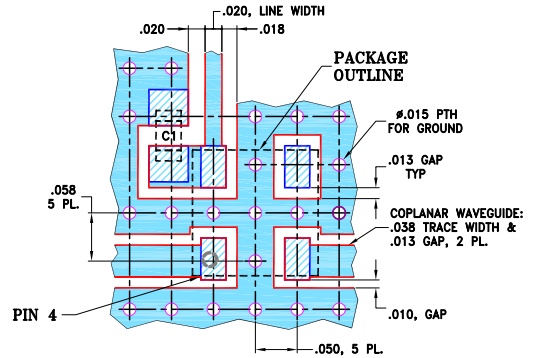 .020, LINE WIDTH
.020
.018
PACKAGE
OUTLINE
ø.015 PTH
FOR GROUND
C1
.013 GAP
TYP
.058
5 PL.
COPLANAR WAVEGUIDE:
.038 TRACE WIDTH &
.013 GAP, 2 PL.
PIN 4
.010, GAP
.050, 5 PL.